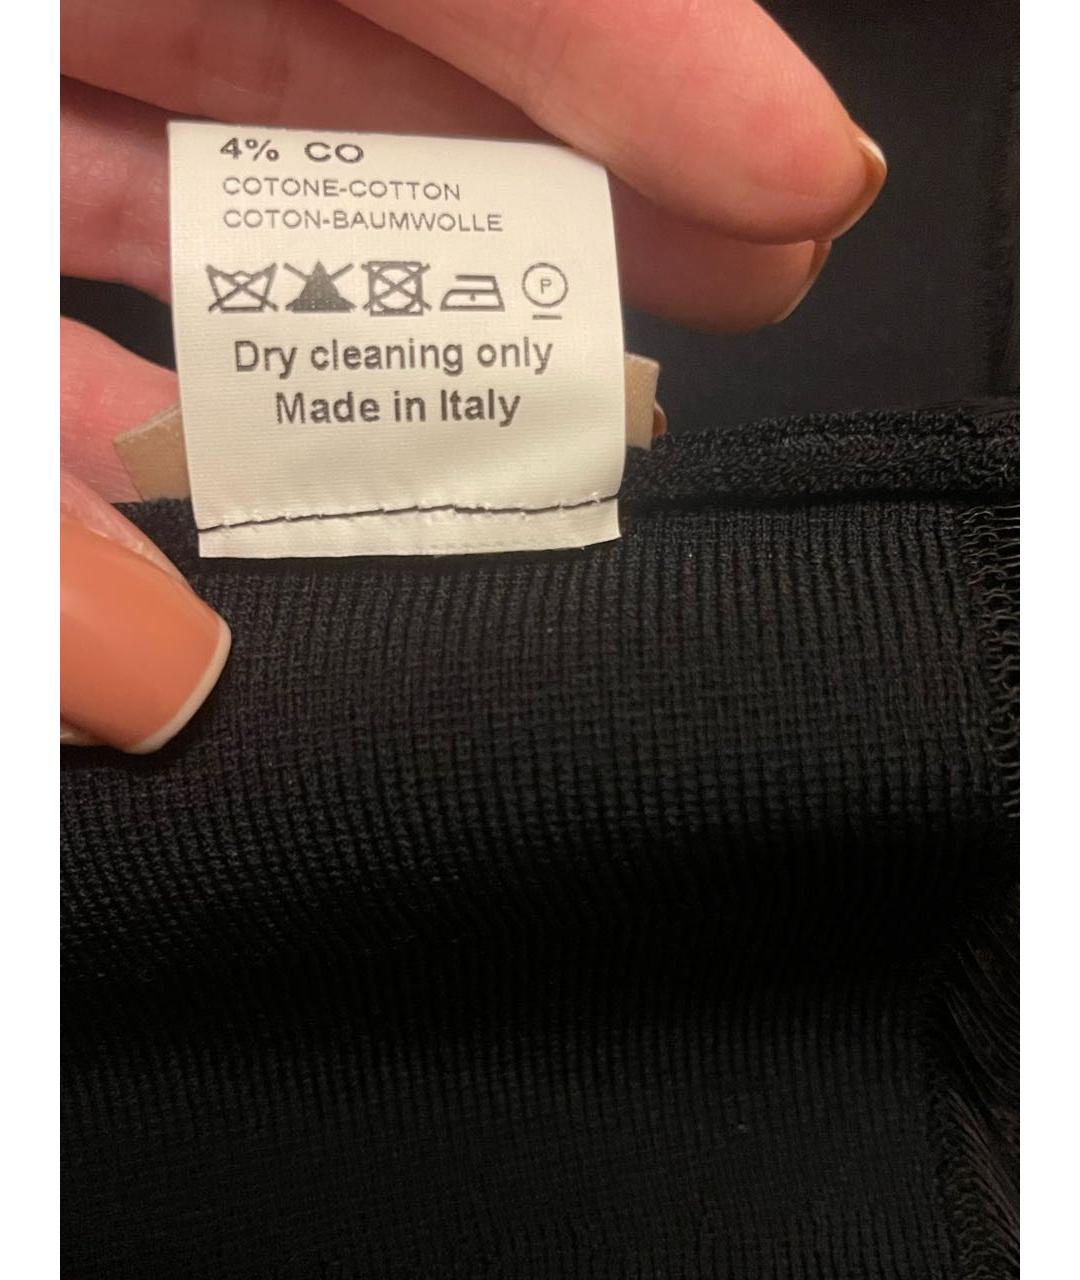 4% CO
COTONE-COTTON
COTON-BAUMWOLLE
P
Dry cleaning only
Made in Italy